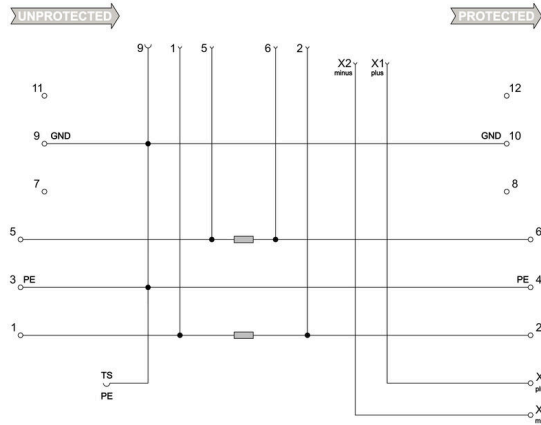 UNPROTECTED
PROTECTED
9 1 5 6 2
X2 X1
minus plus
11 12
9 GND GND 10
7 8
5 6
3 PE PE 4
1 2
TS
PE
X
pl
X
m